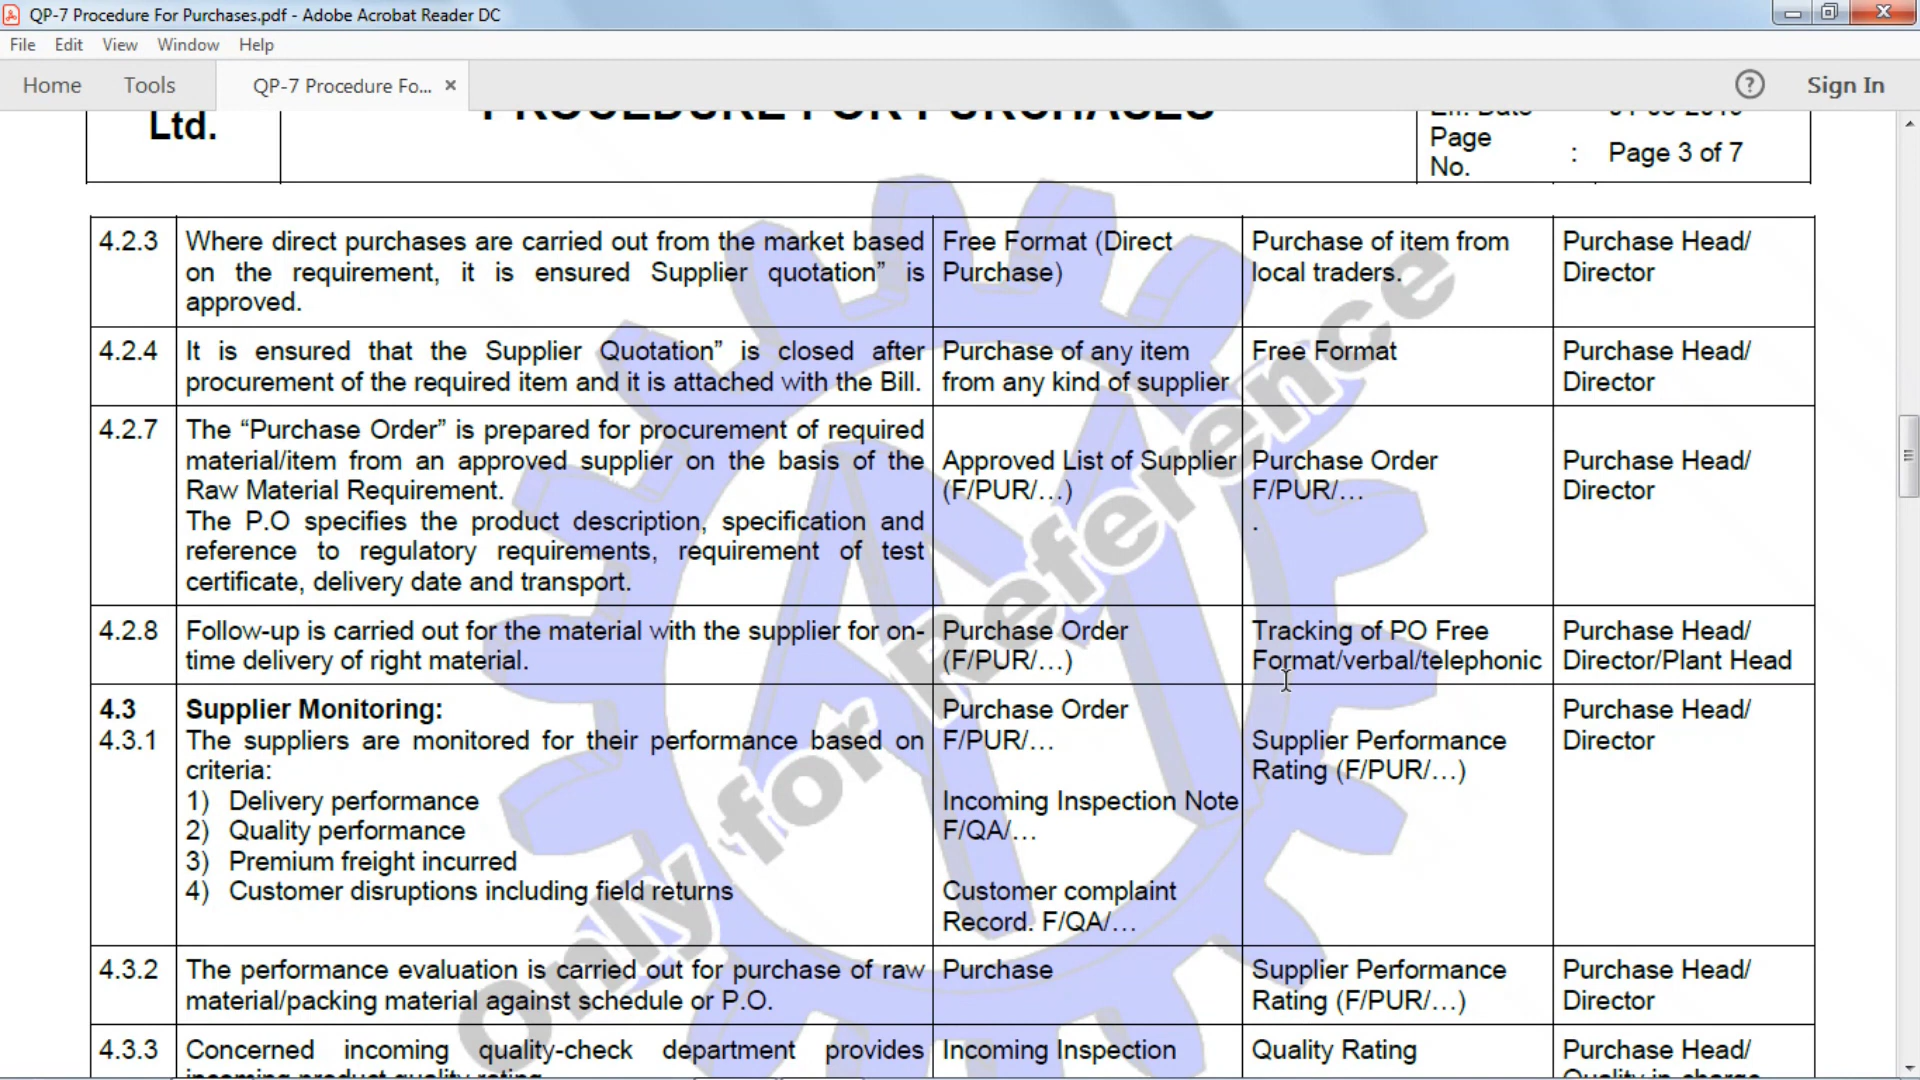 QP-7 Procedure For Purchases.pdf - Adobe Acrobat Reader DC
File Edit View Window Help
Home Tools QP-7 Procedure Fo... × ? Sign In
Ltd.
PROCEDURE FOR PURCHASES
Eff. Date
Page No. : Page 3 of 7
4.2.3
Where direct purchases are carried out from the market based
on the requirement, it is ensured Supplier quotation” is
approved.
Free Format (Direct
Purchase)
Purchase of item from
local traders.
Purchase Head/
Director
4.2.4
It is ensured that the Supplier Quotation” is closed after
procurement of the required item and it is attached with the Bill.
Purchase of any item
from any kind of supplier
Free Format
Purchase Head/
Director
4.2.7
The “Purchase Order” is prepared for procurement of required
material/item from an approved supplier on the basis of the
Raw Material Requirement.
The P.O specifies the product description, specification and
reference to regulatory requirements, requirement of test
certificate, delivery date and transport.
Approved List of Supplier
(F/PUR/…)
Purchase Order
F/PUR/…
.
Purchase Head/
Director
4.2.8
Follow-up is carried out for the material with the supplier for on-
time delivery of right material.
Purchase Order
(F/PUR/…)
Tracking of PO Free
Format/verbal/telephonic
Purchase Head/
Director/Plant Head
4.3
Supplier Monitoring:
4.3.1
The suppliers are monitored for their performance based on
criteria:
1) Delivery performance
2) Quality performance
3) Premium freight incurred
4) Customer disruptions including field returns
Purchase Order
F/PUR/…
Incoming Inspection Note
F/QA/…
Customer complaint
Record. F/QA/…
Supplier Performance
Rating (F/PUR/…)
Purchase Head/
Director
4.3.2
The performance evaluation is carried out for purchase of raw
material/packing material against schedule or P.O.
Purchase
Supplier Performance
Rating (F/PUR/…)
Purchase Head/
Director
4.3.3
Concerned incoming quality-check department provides
incoming product quality rating
Incoming Inspection
Quality Rating
Purchase Head/
Quality in-charge
Only for Reference